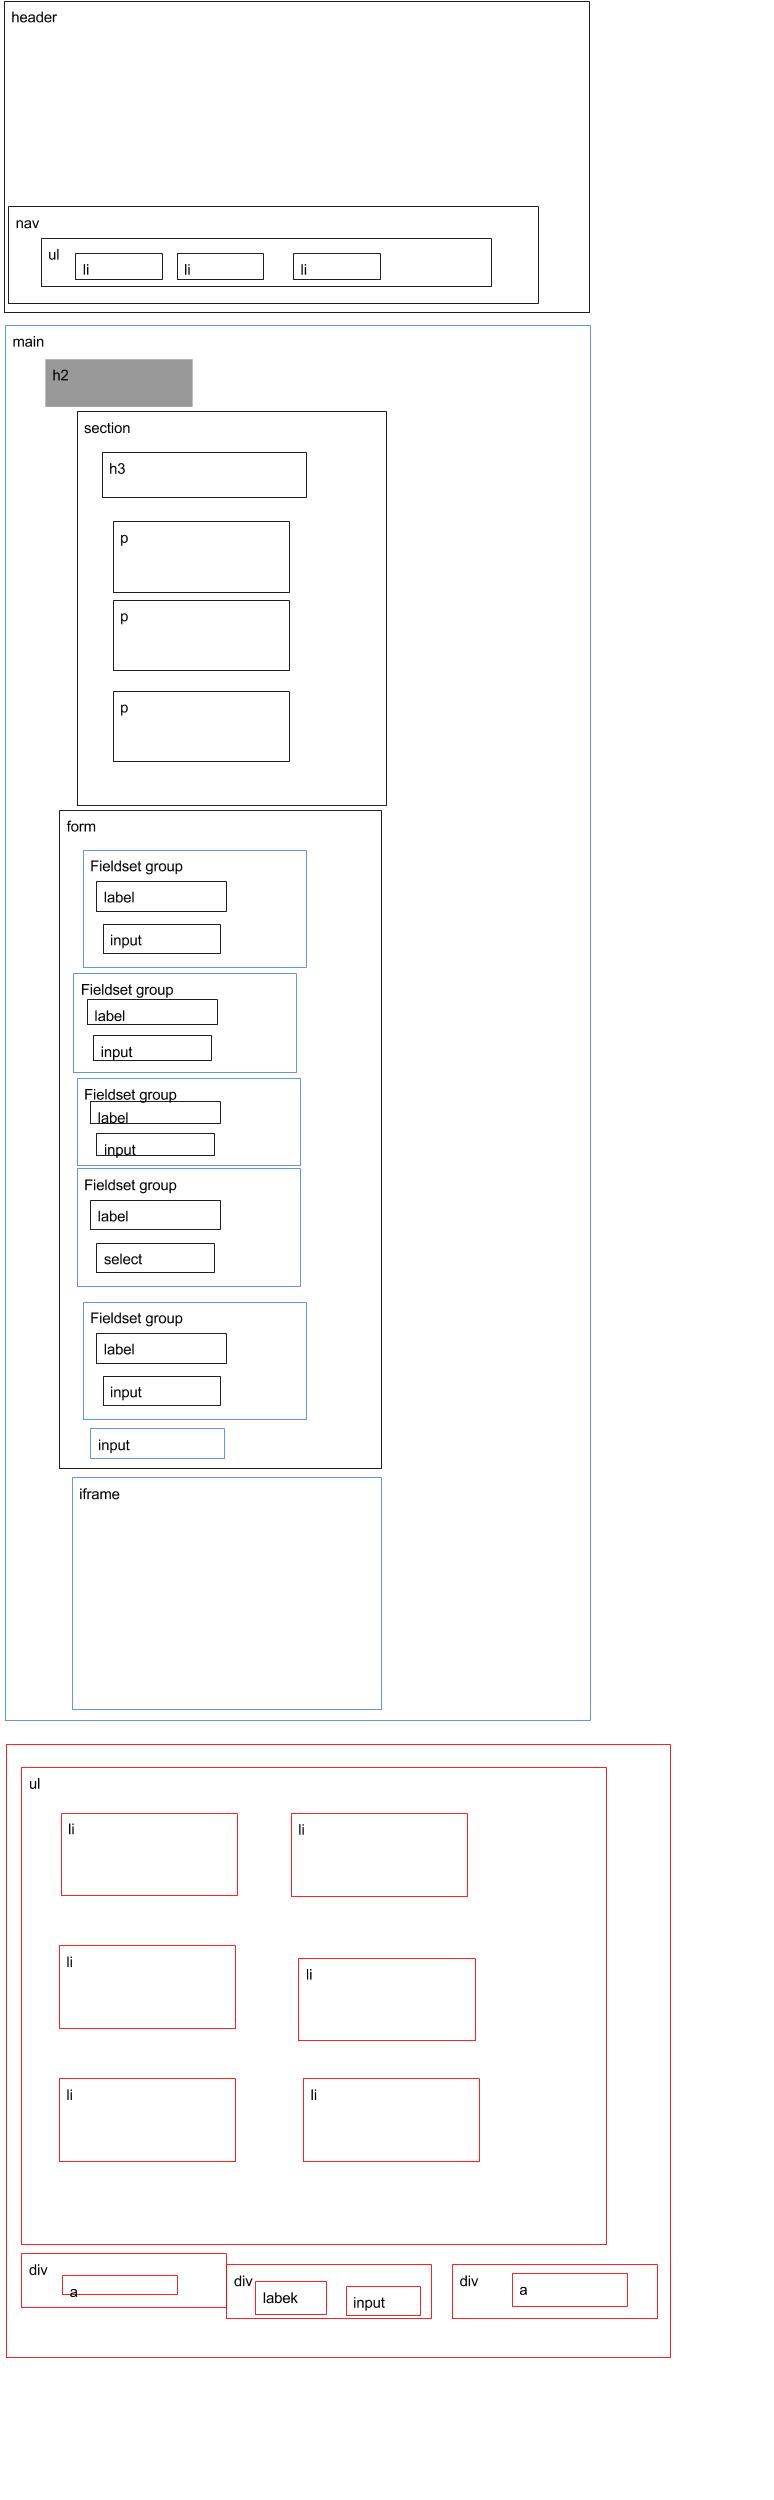 header
nav
ul
li
li
li
main
h2
section
h3
p
p
p
form
Fieldset group
label
input
Fieldset group
label
input
Fieldset group
label
input
Fieldset group
label
select
Fieldset group
label
input
input
iframe
ul
li
li
li
li
li
li
div
a
div
labek
input
div
a